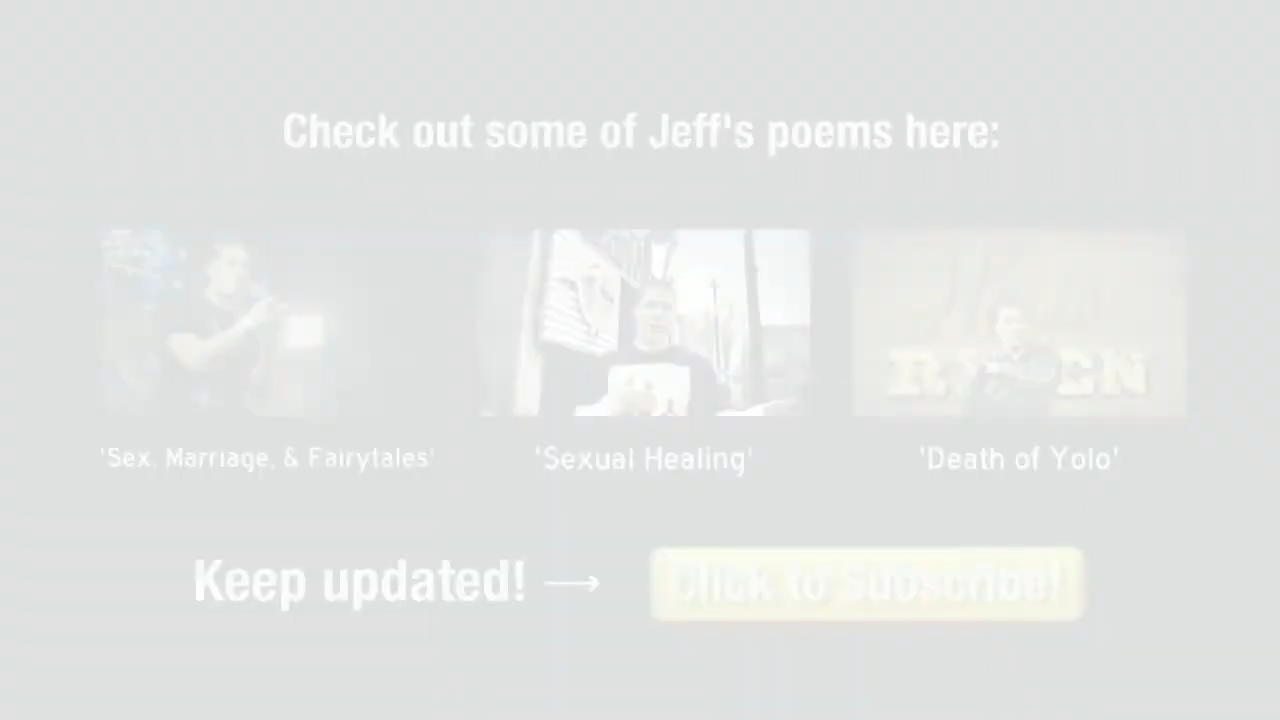 Check out some of Jeff's poems here:
'Sex, Marriage, & Fairytales'
'Sexual Healing'
'Death of Yolo'
Keep updated! →
Click to Subscribe!